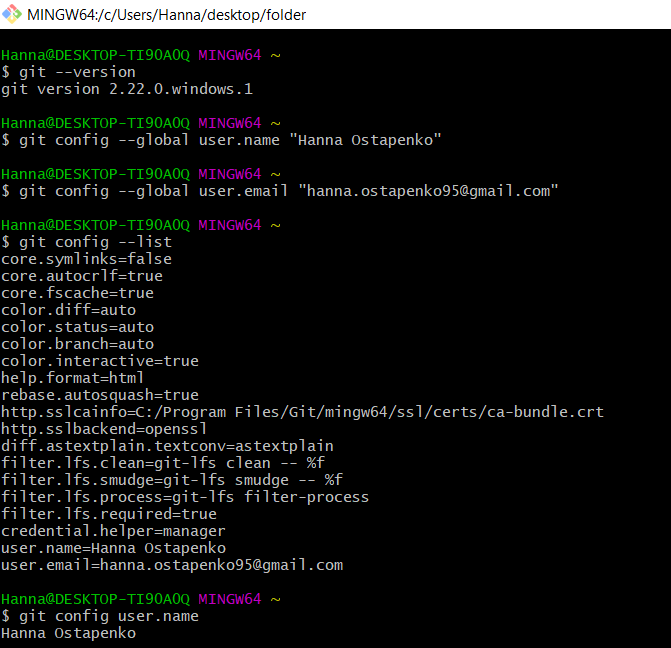 MINGW64:/c/Users/Hanna/desktop/folder
Hanna@DESKTOP-TI90A0Q MINGW64 ~
$ git --version
git version 2.22.0.windows.1
Hanna@DESKTOP-TI90A0Q MINGW64 ~
$ git config --global user.name "Hanna Ostapenko"
Hanna@DESKTOP-TI90A0Q MINGW64 ~
$ git config --global user.email "hanna.ostapenko95@gmail.com"
Hanna@DESKTOP-TI90A0Q MINGW64 ~
$ git config --list
core.symlinks=false
core.autocrlf=true
core.fscache=true
color.diff=auto
color.status=auto
color.branch=auto
color.interactive=true
help.format=html
rebase.autosquash=true
http.sslcainfo=C:/Program Files/Git/mingw64/ssl/certs/ca-bundle.crt
http.sslbackend=openssl
diff.astextplain.textconv=astextplain
filter.lfs.clean=git-lfs clean -- %f
filter.lfs.smudge=git-lfs smudge -- %f
filter.lfs.process=git-lfs filter-process
filter.lfs.required=true
credential.helper=manager
user.name=Hanna Ostapenko
user.email=hanna.ostapenko95@gmail.com
Hanna@DESKTOP-TI90A0Q MINGW64 ~
$ git config user.name
Hanna Ostapenko